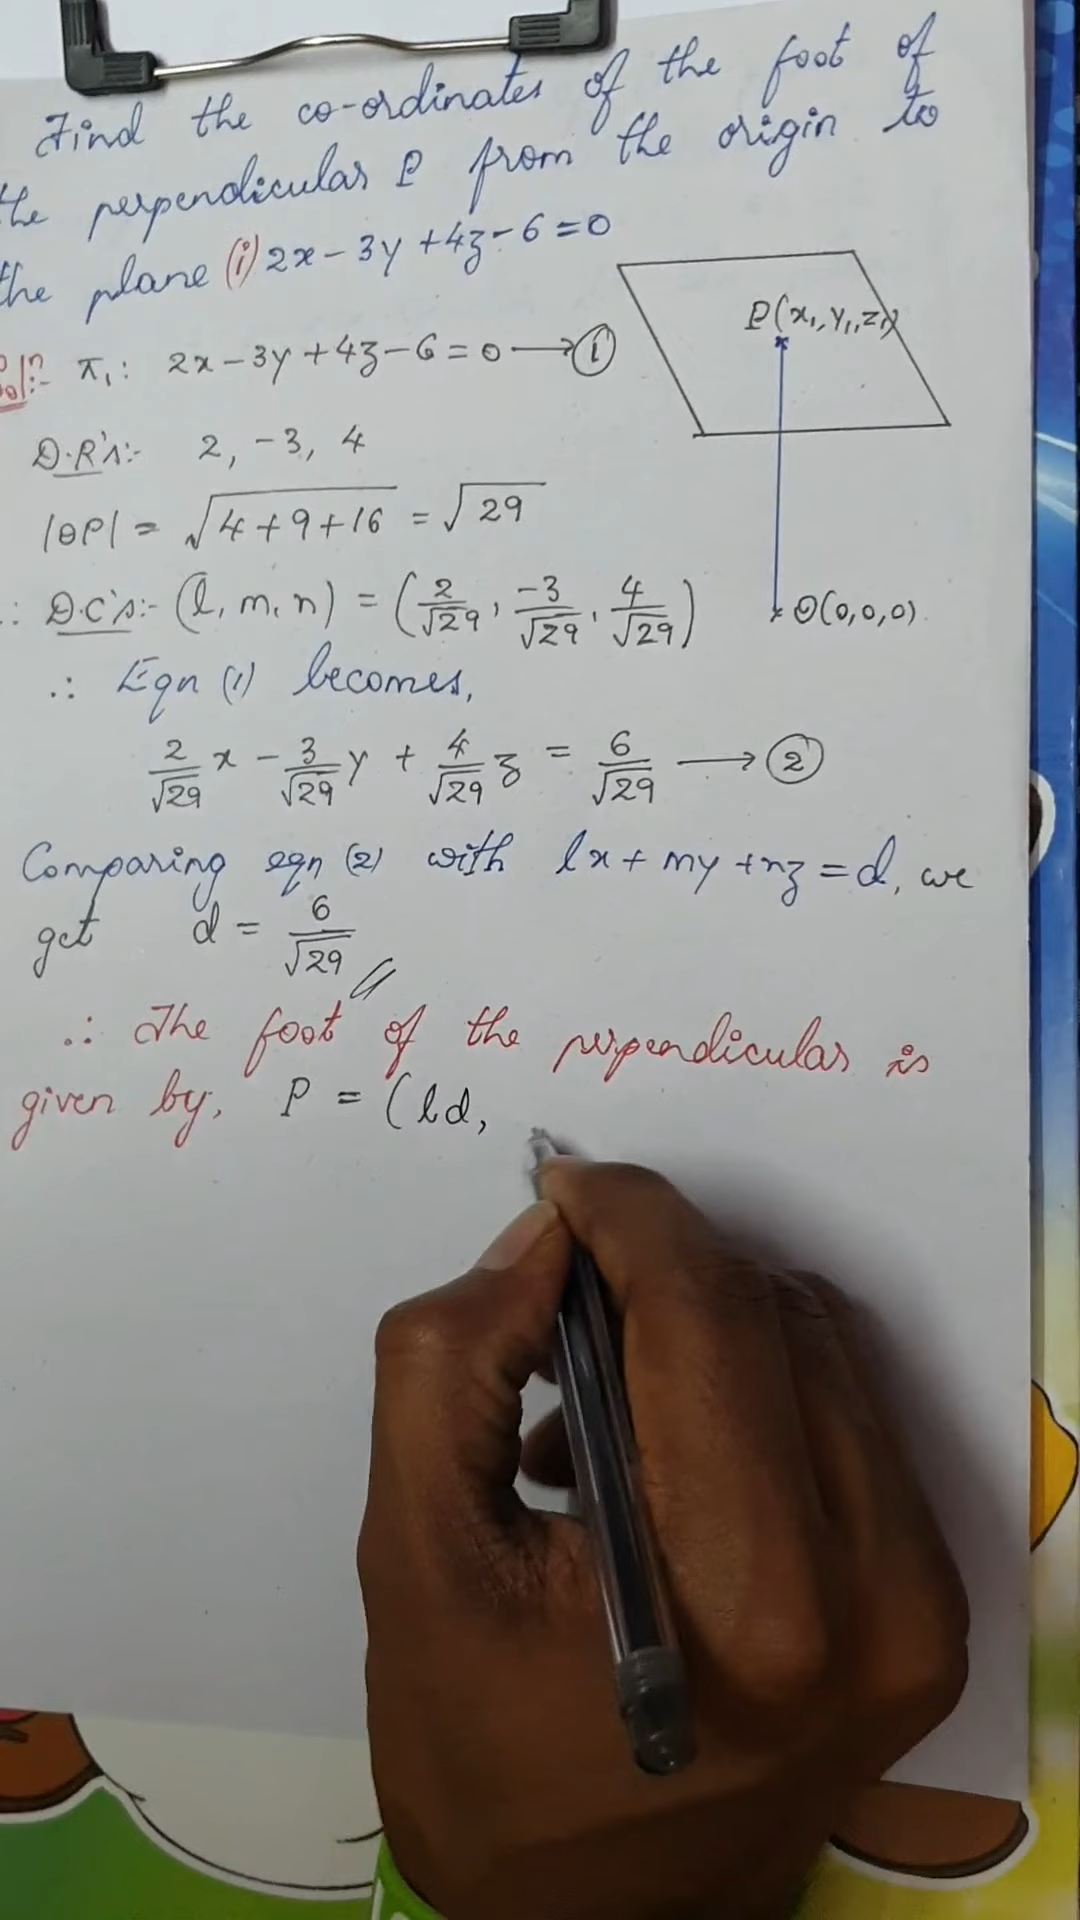 Find the co-ordinates of the foot of
the perpendicular P from the origin to
the plane (i) 2x - 3y + 4z - 6 = 0
P(x₁, y₁, z₁)
Solⁿ:- π₁: 2x - 3y + 4z - 6 = 0 → ①
D.R's:- 2, -3, 4
|OP| = √(4+9+16) = √29
∴ D.C's:- (l, m, n) = (2/√29, -3/√29, 4/√29)
O(0,0,0)
∴ Eqn (1) becomes,
2/√29 x - 3/√29 y + 4/√29 z = 6/√29 → ②
Comparing eqn (2) with lx + my + nz = d, we
get d = 6/√29
∴ The foot of the perpendicular is
given by, P = (ld,